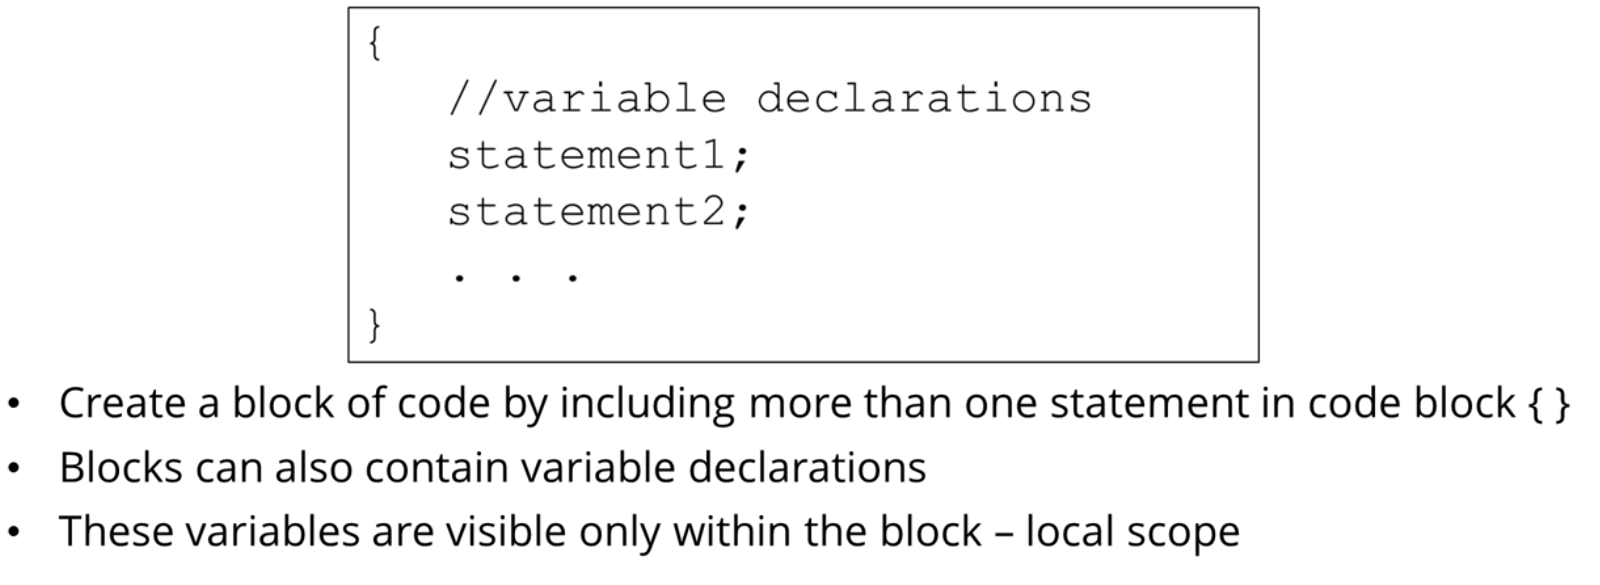 {
//variable declarations
statement1;
statement2;
. . .
}
• Create a block of code by including more than one statement in code block { }
• Blocks can also contain variable declarations
• These variables are visible only within the block – local scope